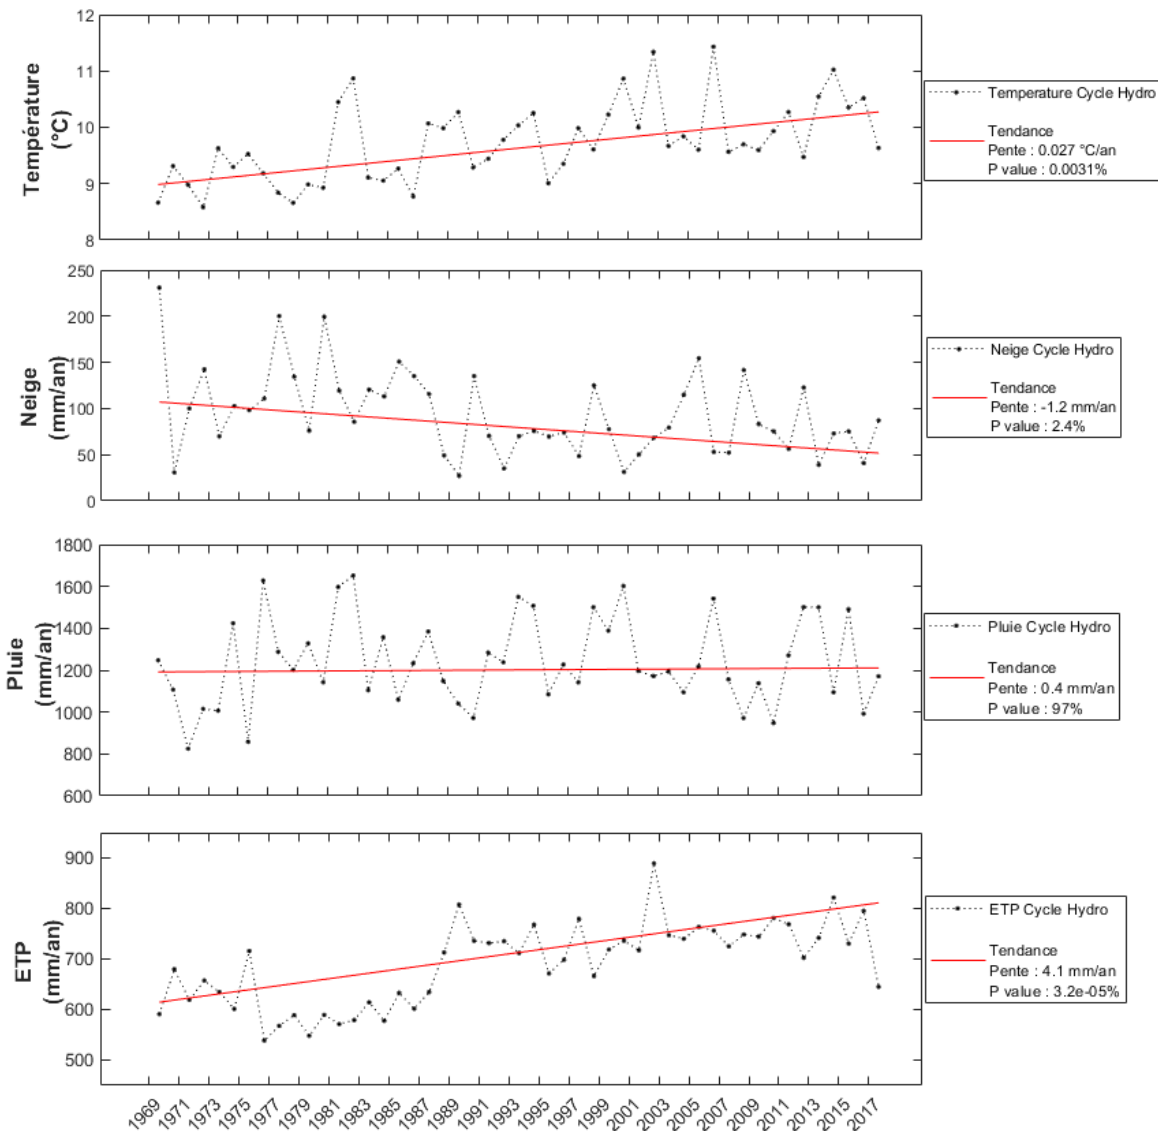 12
11
10
9
8
Température
(°C)
Temperature Cycle Hydro
Tendance
Pente : 0.027 °C/an
P value : 0.0031%
250
200
150
100
50
0
Neige
(mm/an)
Neige Cycle Hydro
Tendance
Pente : -1.2 mm/an
P value : 2.4%
1800
1600
1400
1200
1000
800
600
Pluie
(mm/an)
Pluie Cycle Hydro
Tendance
Pente : 0.4 mm/an
P value : 97%
900
800
700
600
500
ETP
(mm/an)
ETP Cycle Hydro
Tendance
Pente : 4.1 mm/an
P value : 3.2e-05%
1969 1971 1973 1975 1977 1979 1981 1983 1985 1987 1989 1991 1993 1995 1997 1999 2001 2003 2005 2007 2009 2011 2013 2015 2017